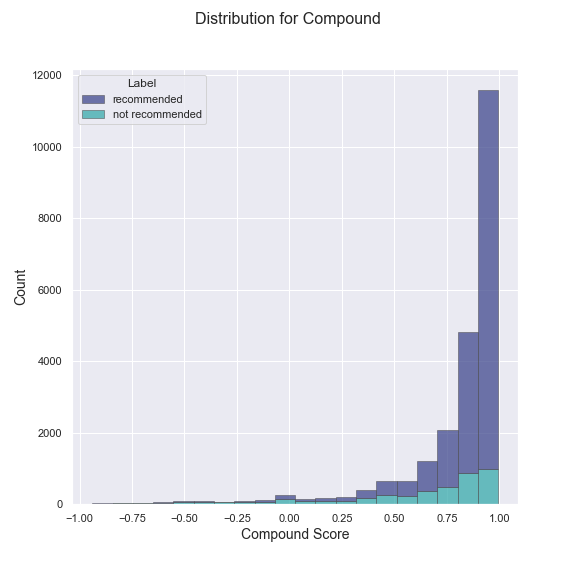 Distribution for Compound
Label
recommended
not recommended
12000
10000
8000
6000
4000
2000
0
Count
−1.00 −0.75 −0.50 −0.25 0.00 0.25 0.50 0.75 1.00
Compound Score